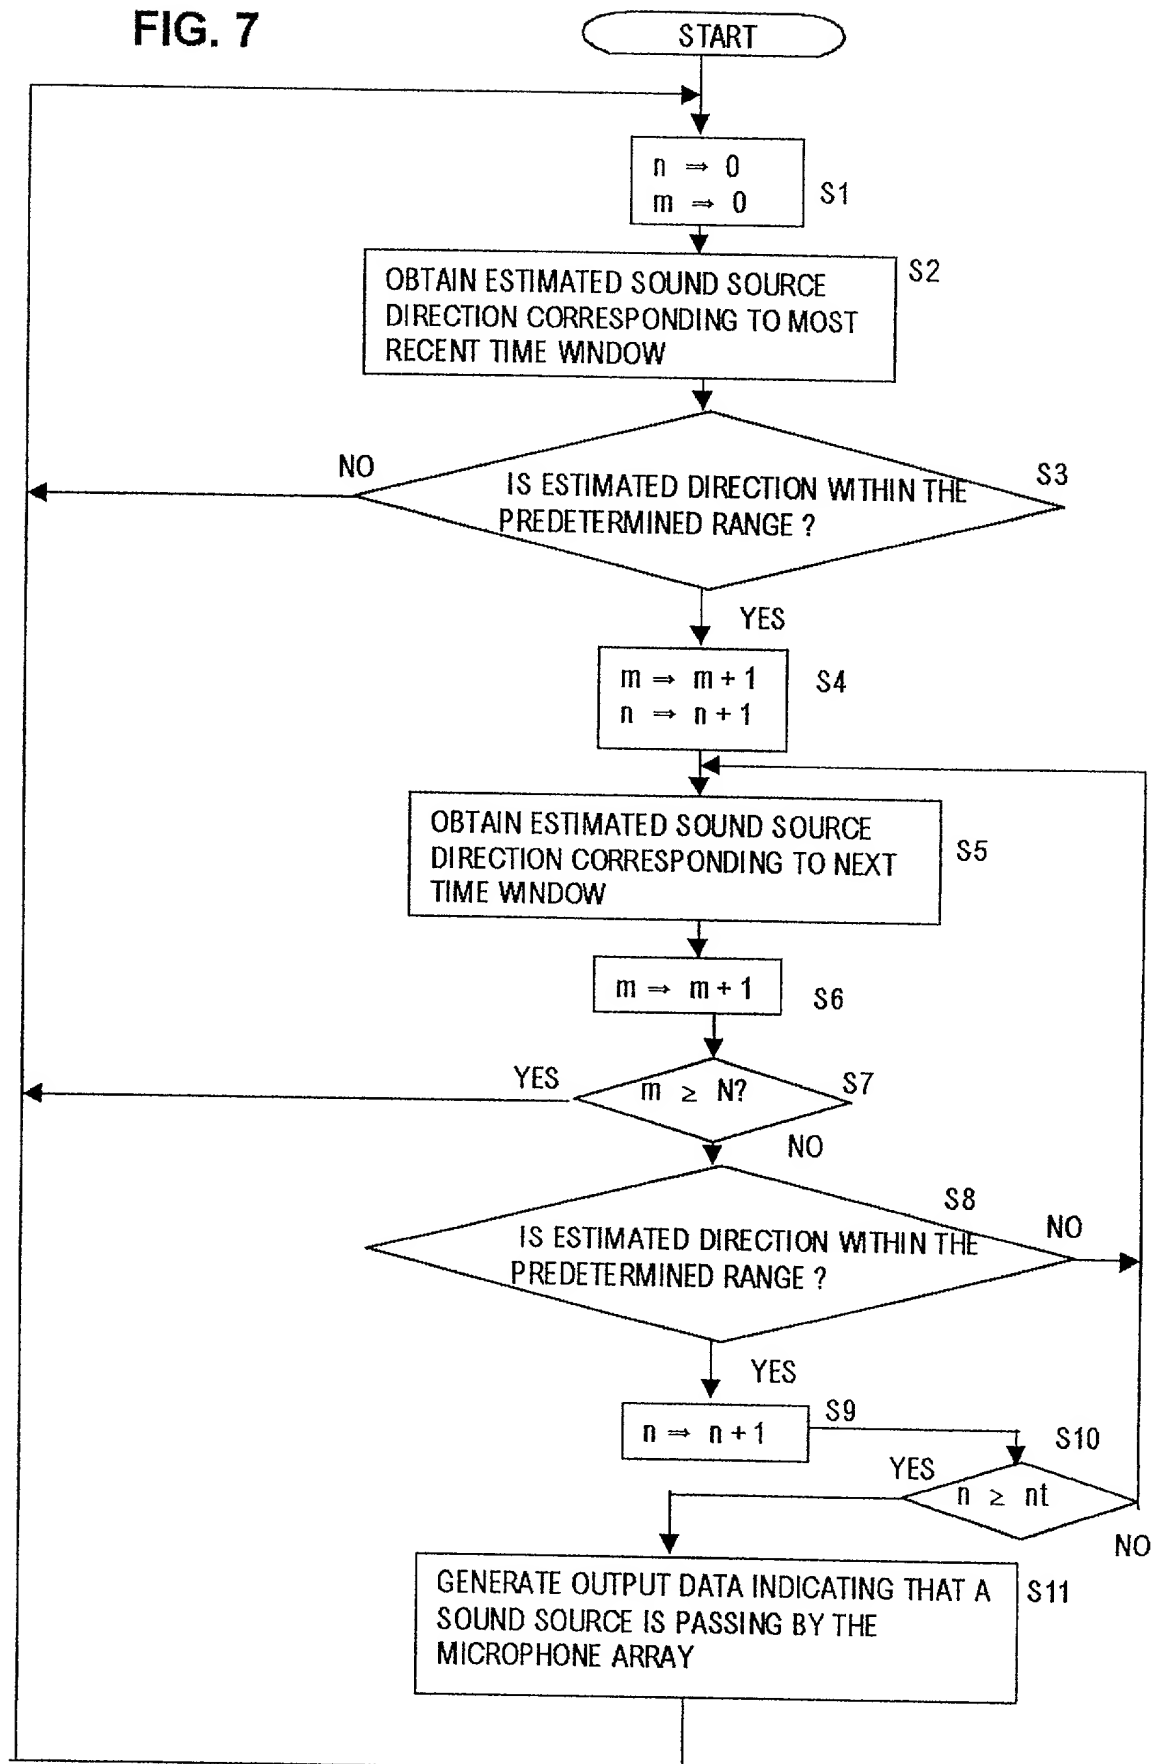 FIG. 7
START
n ⇒ 0
m ⇒ 0
S1
S2
OBTAIN ESTIMATED SOUND SOURCE
DIRECTION CORRESPONDING TO MOST
RECENT TIME WINDOW
NO
S3
IS ESTIMATED DIRECTION WITHIN THE
PREDETERMINED RANGE ?
YES
m ⇒ m + 1
n ⇒ n + 1
S4
OBTAIN ESTIMATED SOUND SOURCE
DIRECTION CORRESPONDING TO NEXT
TIME WINDOW
S5
m ⇒ m + 1
S6
YES
m ≥ N?
S7
NO
S8
NO
IS ESTIMATED DIRECTION WITHIN THE
PREDETERMINED RANGE ?
YES
n ⇒ n + 1
S9
S10
YES
n ≥ nt
NO
GENERATE OUTPUT DATA INDICATING THAT A
SOUND SOURCE IS PASSING BY THE
MICROPHONE ARRAY
S11